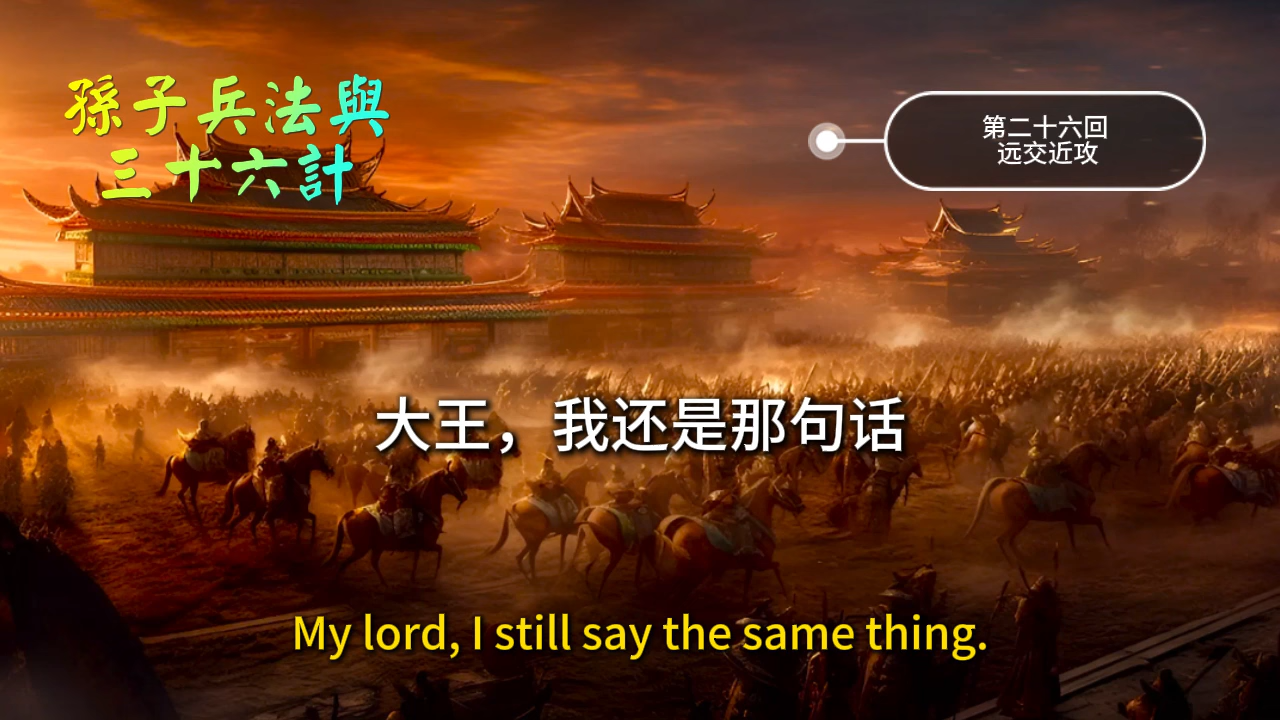 孫子兵法與
三十六計
第二十六回
远交近攻
大王，我还是那句话
My lord, I still say the same thing.